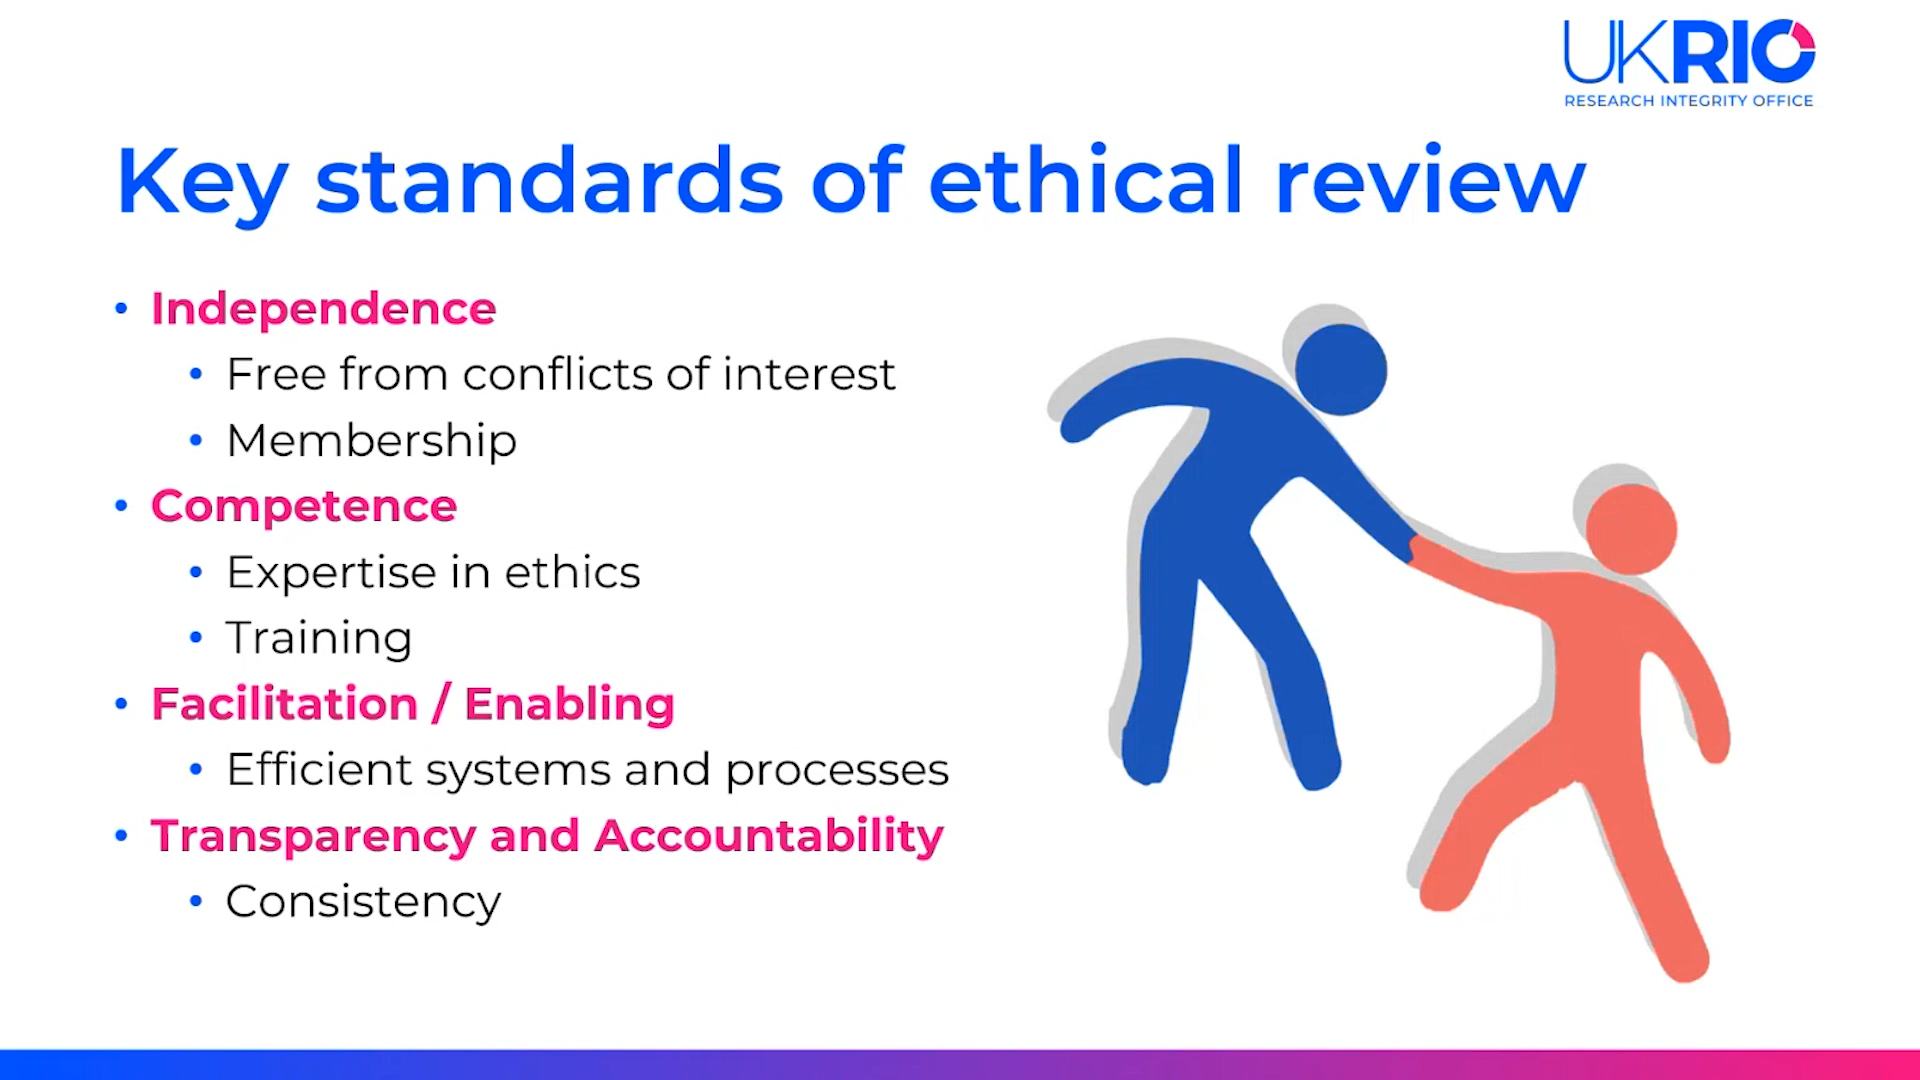 UKRIO
RESEARCH INTEGRITY OFFICE
Key standards of ethical review
• Independence
• Free from conflicts of interest
• Membership
• Competence
• Expertise in ethics
• Training
• Facilitation / Enabling
• Efficient systems and processes
• Transparency and Accountability
• Consistency